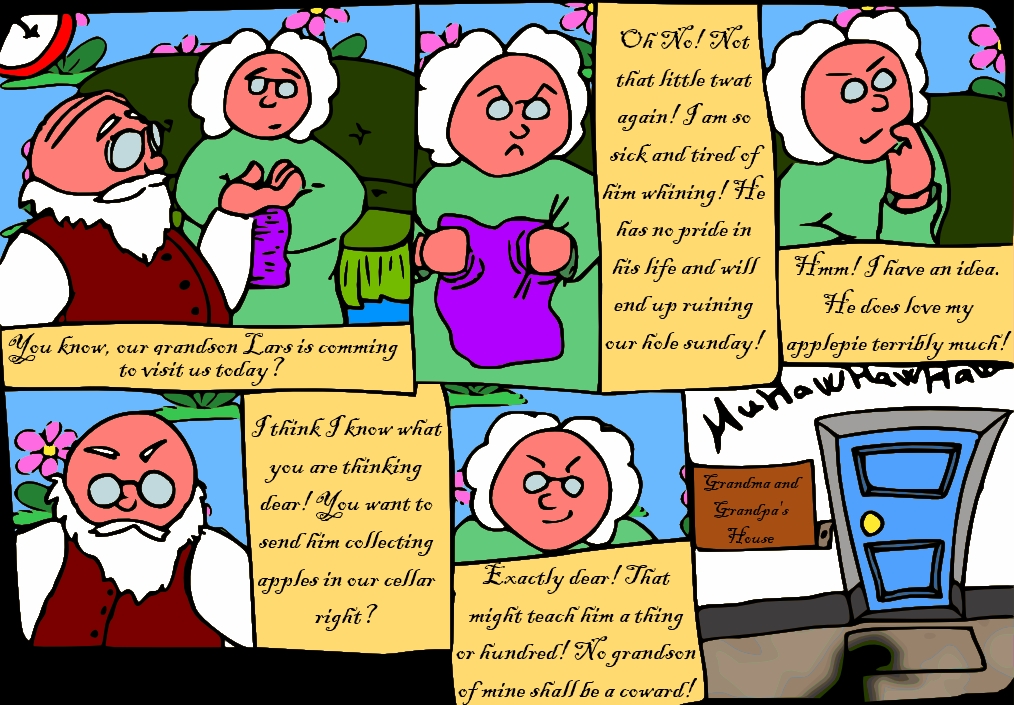 You know, our grandson Lars is comming
to visit us today?
Oh No! Not
that little twat
again! I am so
sick and tired of
him whining! He
has no pride in
his life and will
end up ruining
our hole sunday!
Hmm! I have an idea.
He does love my
applepie terribly much!
I think I know what
you are thinking
dear! You want to
send him collecting
apples in our cellar
right?
Exactly dear! That
might teach him a thing
or hundred! No grandson
of mine shall be a coward!
MuHawHawHaw
Grandma and
Grandpa's
House